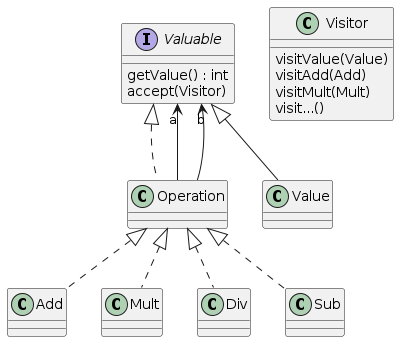 I Valuable
getValue() : int
accept(Visitor)
C Visitor
visitValue(Value)
visitAdd(Add)
visitMult(Mult)
visit...()
a
b
C Operation
C Value
C Add
C Mult
C Div
C Sub